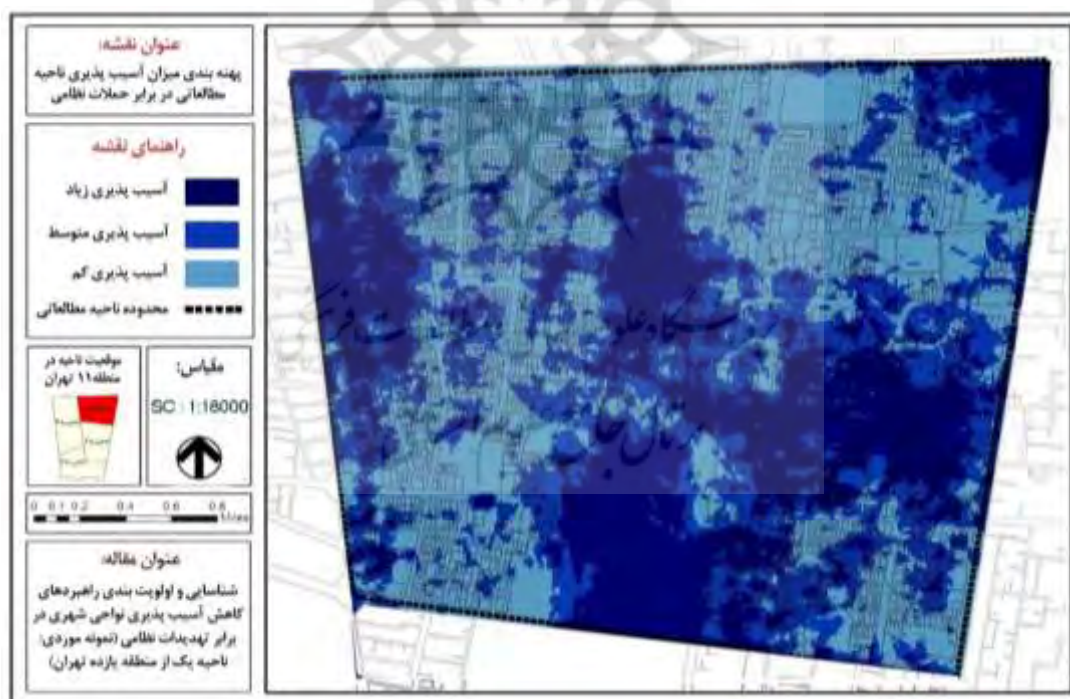 عنوان نقشه:
پهنه بندی میزان آسیب پذیری ناحیه
مطالعاتی در برابر حملات نظامی
راهنمای نقشه
آسیب پذیری زیاد
آسیب پذیری متوسط
آسیب پذیری کم
محدوده ناحیه مطالعاتی
موقعیت ناحیه در
منطقه ۱۱ تهران
مقیاس:
SC : 1:16000
0 0.1 0.2 0.4 0.6 0.8
عنوان مقاله:
شناسایی و اولویت بندی راهبردهای
کاهش آسیب پذیری نواحی شهری در
برابر تهدیدات نظامی (نمونه موردی:
ناحیه یک از منطقه یازده تهران)